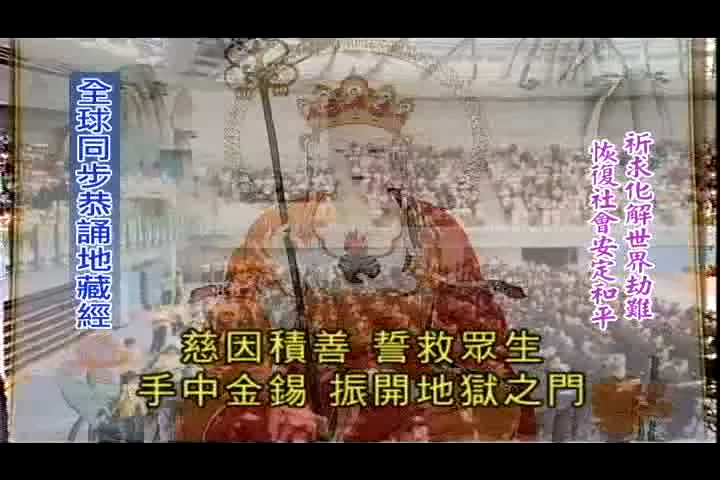 全球同步恭誦地藏經
祈求化解世界劫難
恢復社會安定和平
慈因積善 誓救眾生
手中金錫 振開地獄之門